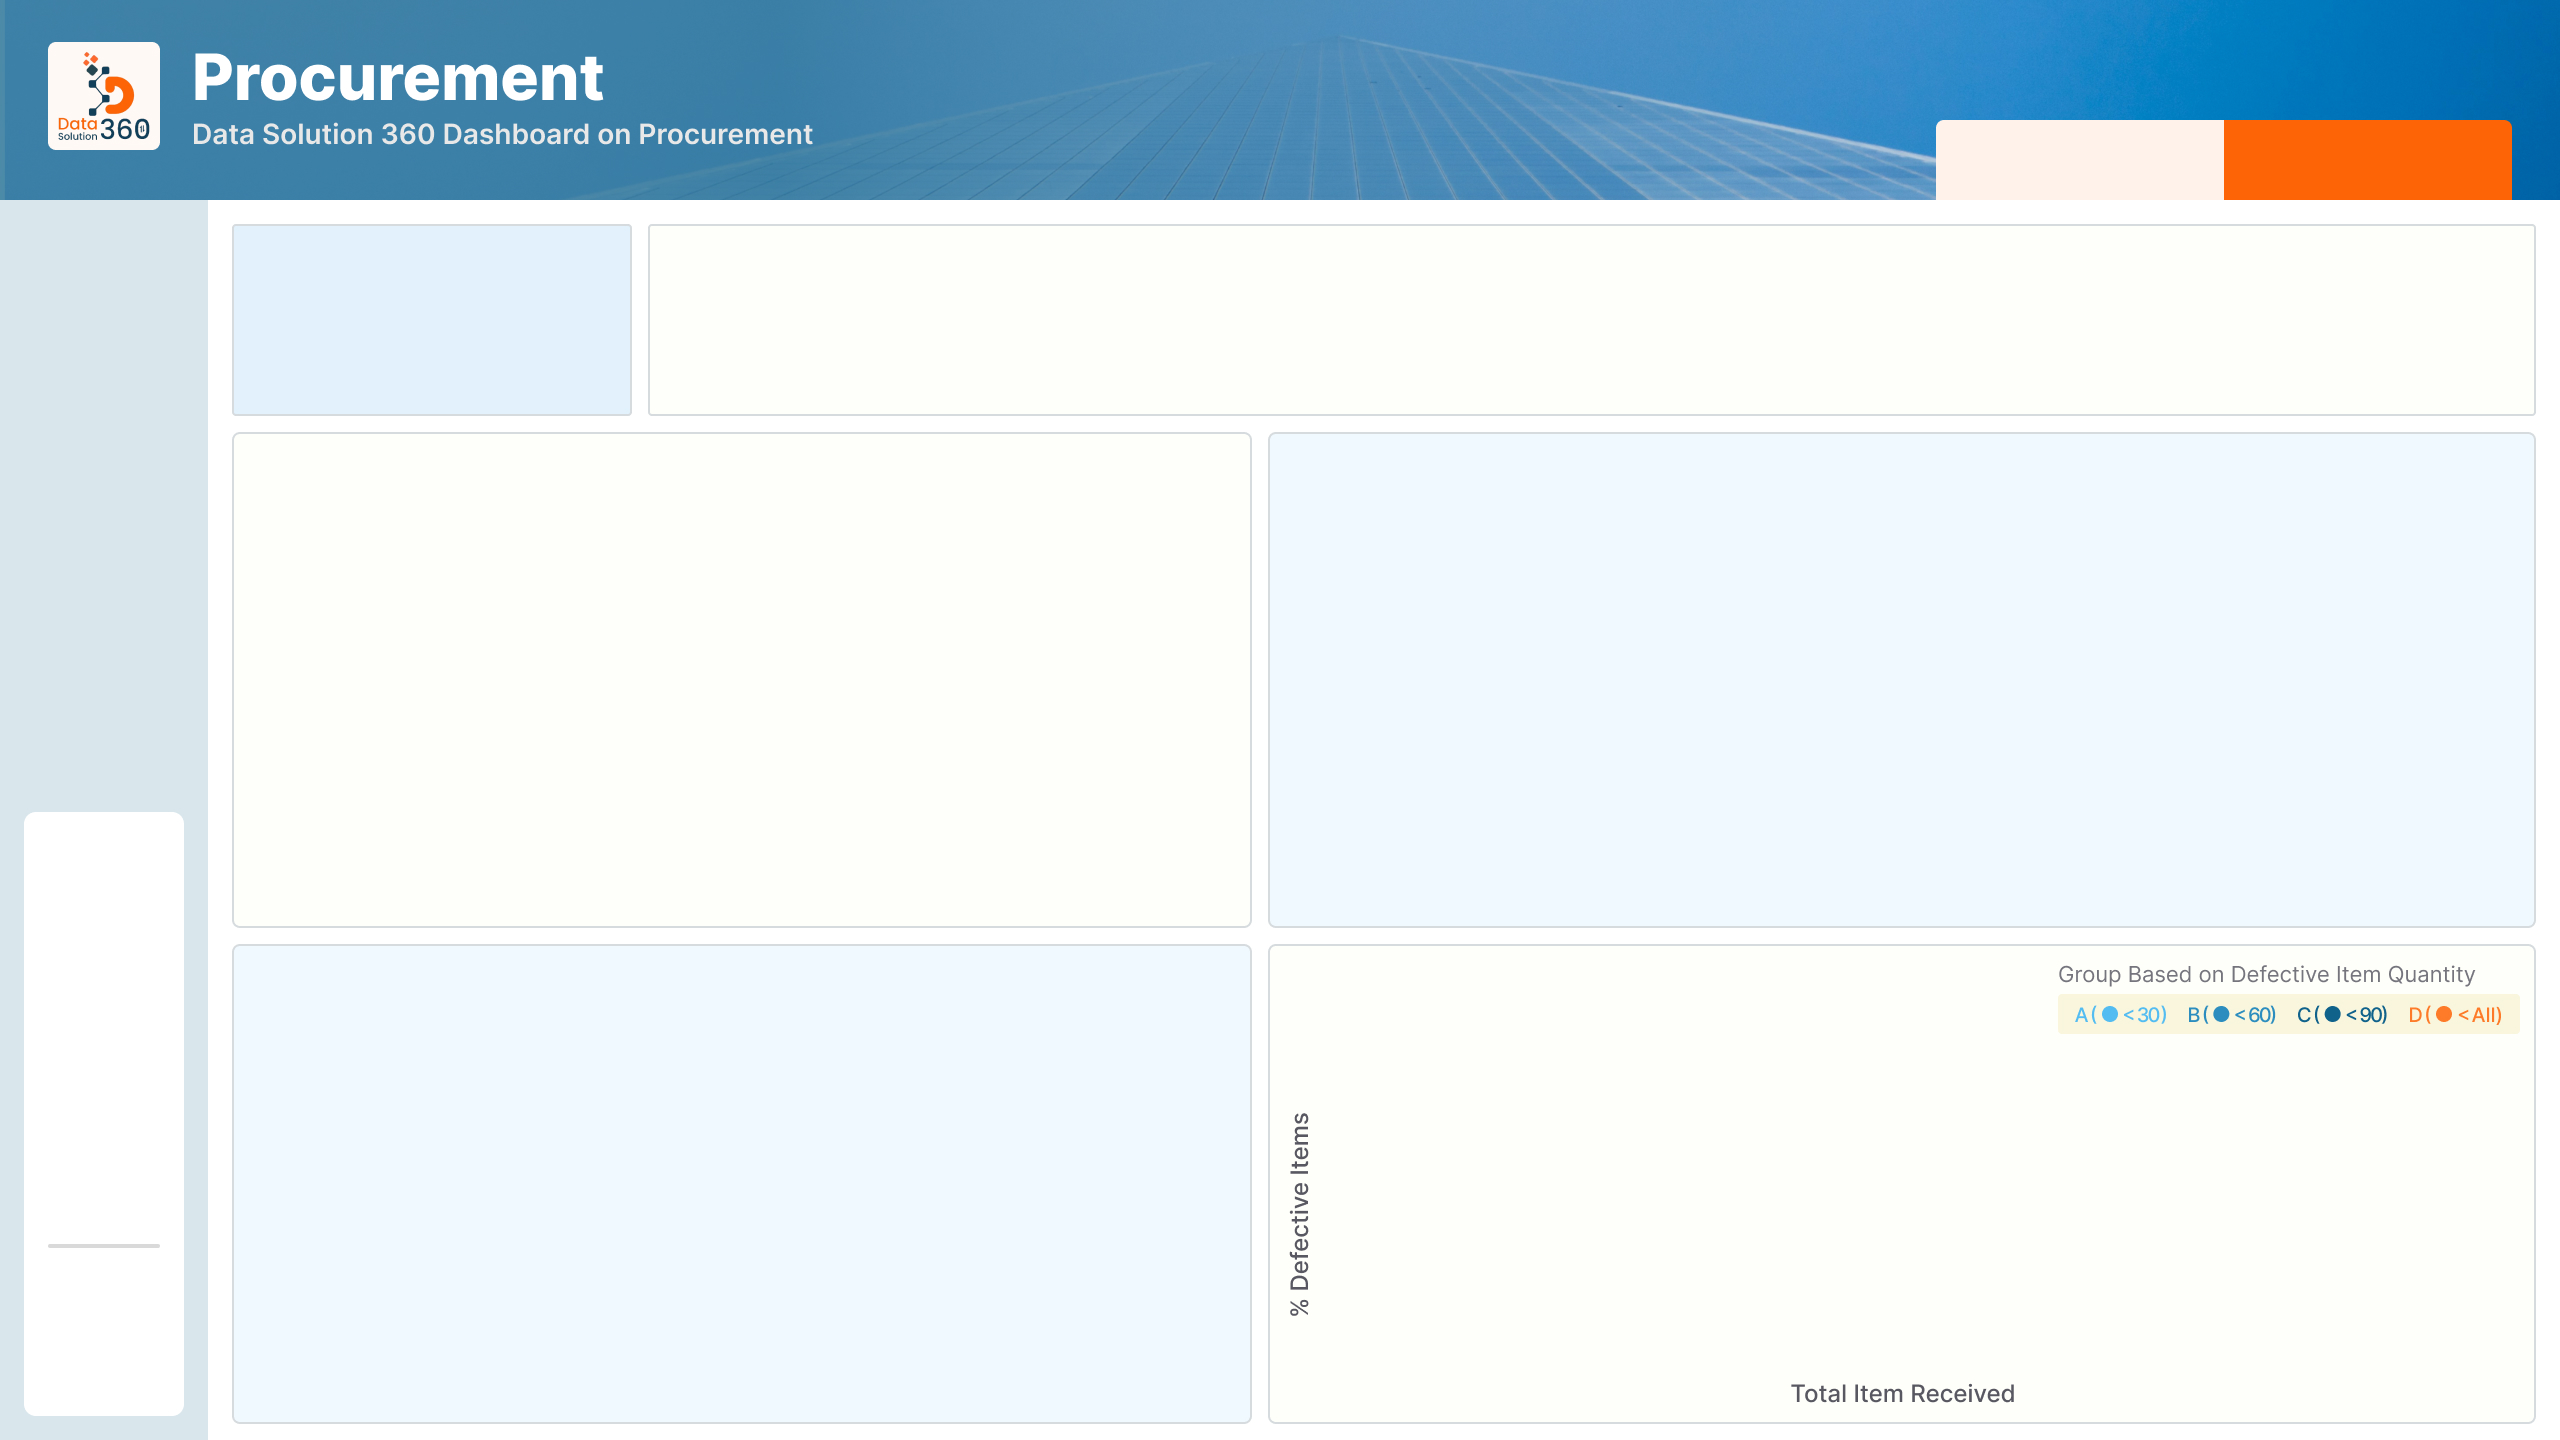 Procurement
Data Solution 360 Dashboard on Procurement
Data
Solution 360
Group Based on Defective Item Quantity
A ( <30) B ( <60) C ( <90) D ( <All)
% Defective Items
Total Item Received